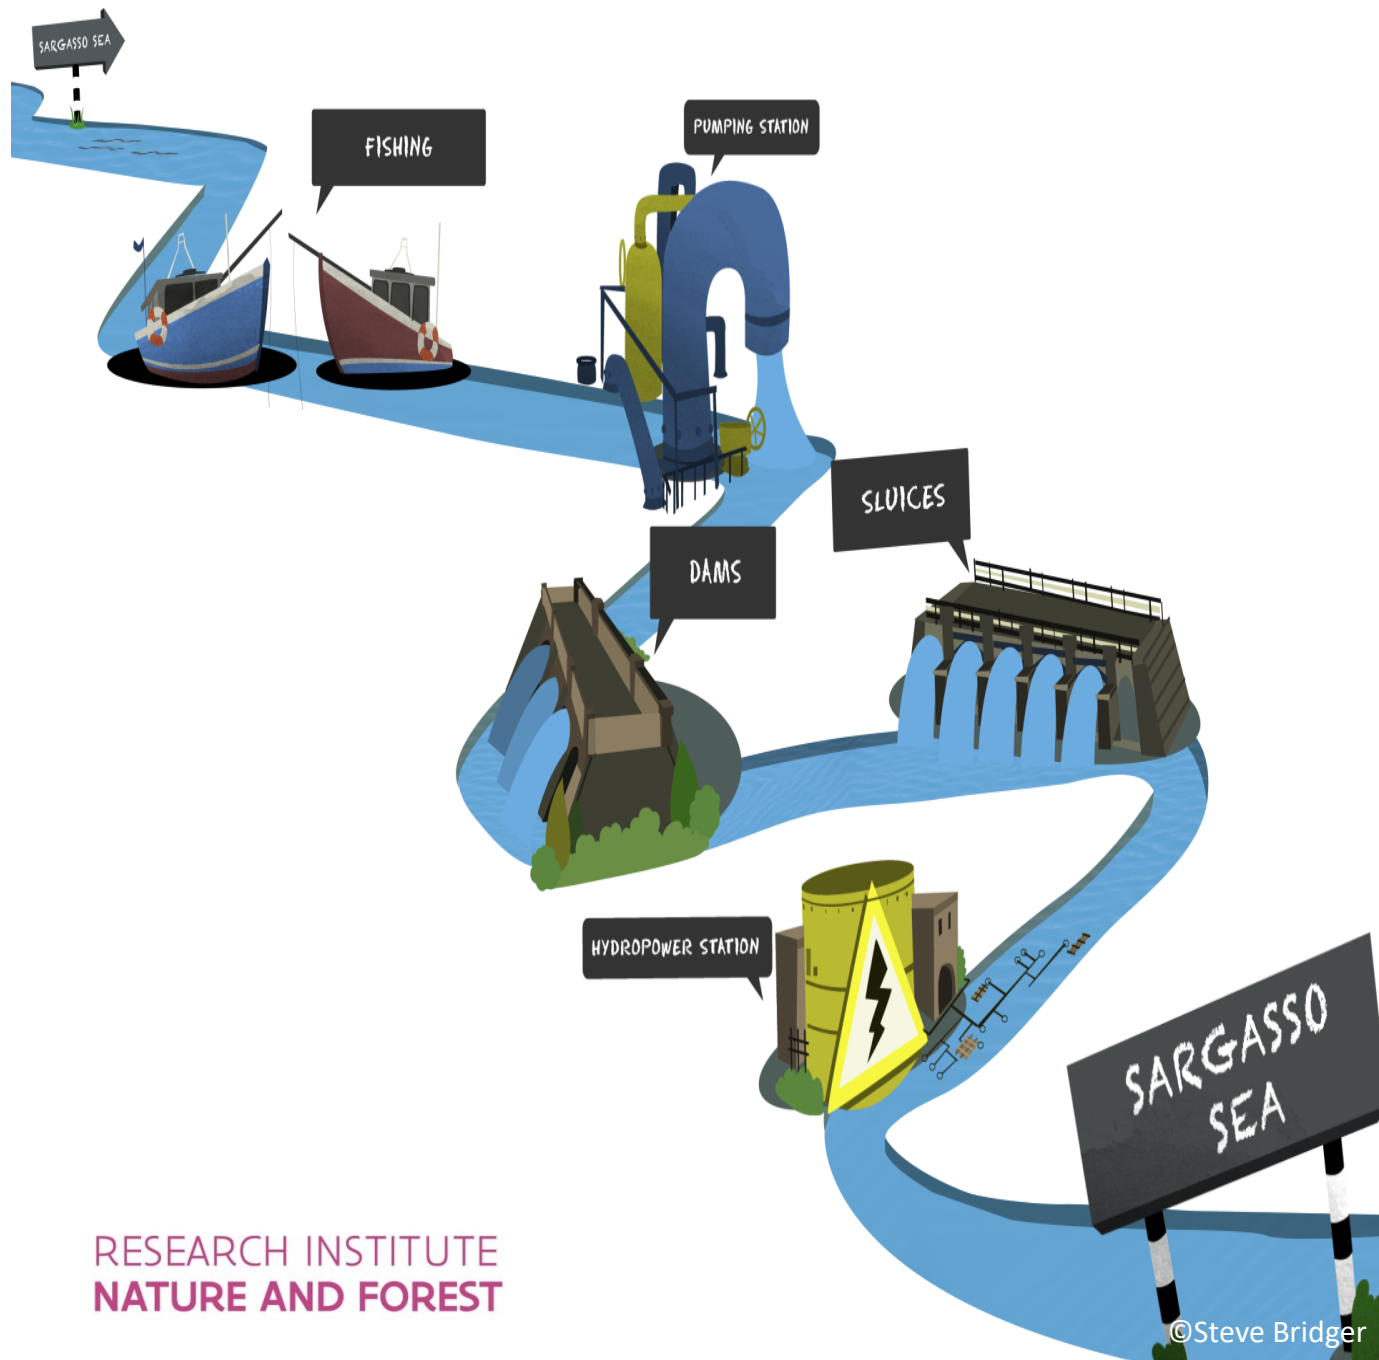 SARGASSO SEA
FISHING
PUMPING STATION
SLUICES
DAMS
HYDROPOWER STATION
SARGASSO
SEA
RESEARCH INSTITUTE
NATURE AND FOREST
©Steve Bridger